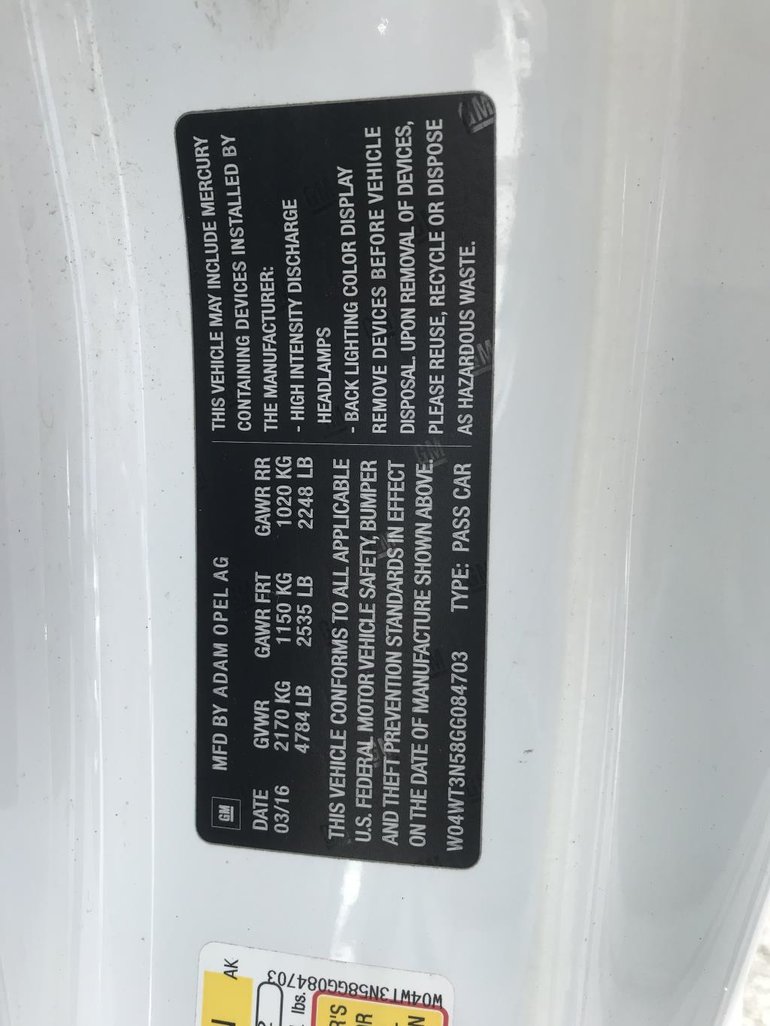 GM
MFD BY ADAM OPEL AG
DATE GVWR GAWR FRT GAWR RR
03/16 2170 KG 1150 KG 1020 KG
4784 LB 2535 LB 2248 LB
THIS VEHICLE CONFORMS TO ALL APPLICABLE
U.S. FEDERAL MOTOR VEHICLE SAFETY, BUMPER
AND THEFT PREVENTION STANDARDS IN EFFECT
ON THE DATE OF MANUFACTURE SHOWN ABOVE.
W04WT3N58GG084703 TYPE: PASS CAR
THIS VEHICLE MAY INCLUDE MERCURY
CONTAINING DEVICES INSTALLED BY
THE MANUFACTURER:
- HIGH INTENSITY DISCHARGE
HEADLAMPS
- BACK LIGHTING COLOR DISPLAY
REMOVE DEVICES BEFORE VEHICLE
DISPOSAL. UPON REMOVAL OF DEVICES,
PLEASE REUSE, RECYCLE OR DISPOSE
AS HAZARDOUS WASTE.
AK
W04WT3N58GG084703
lbs.